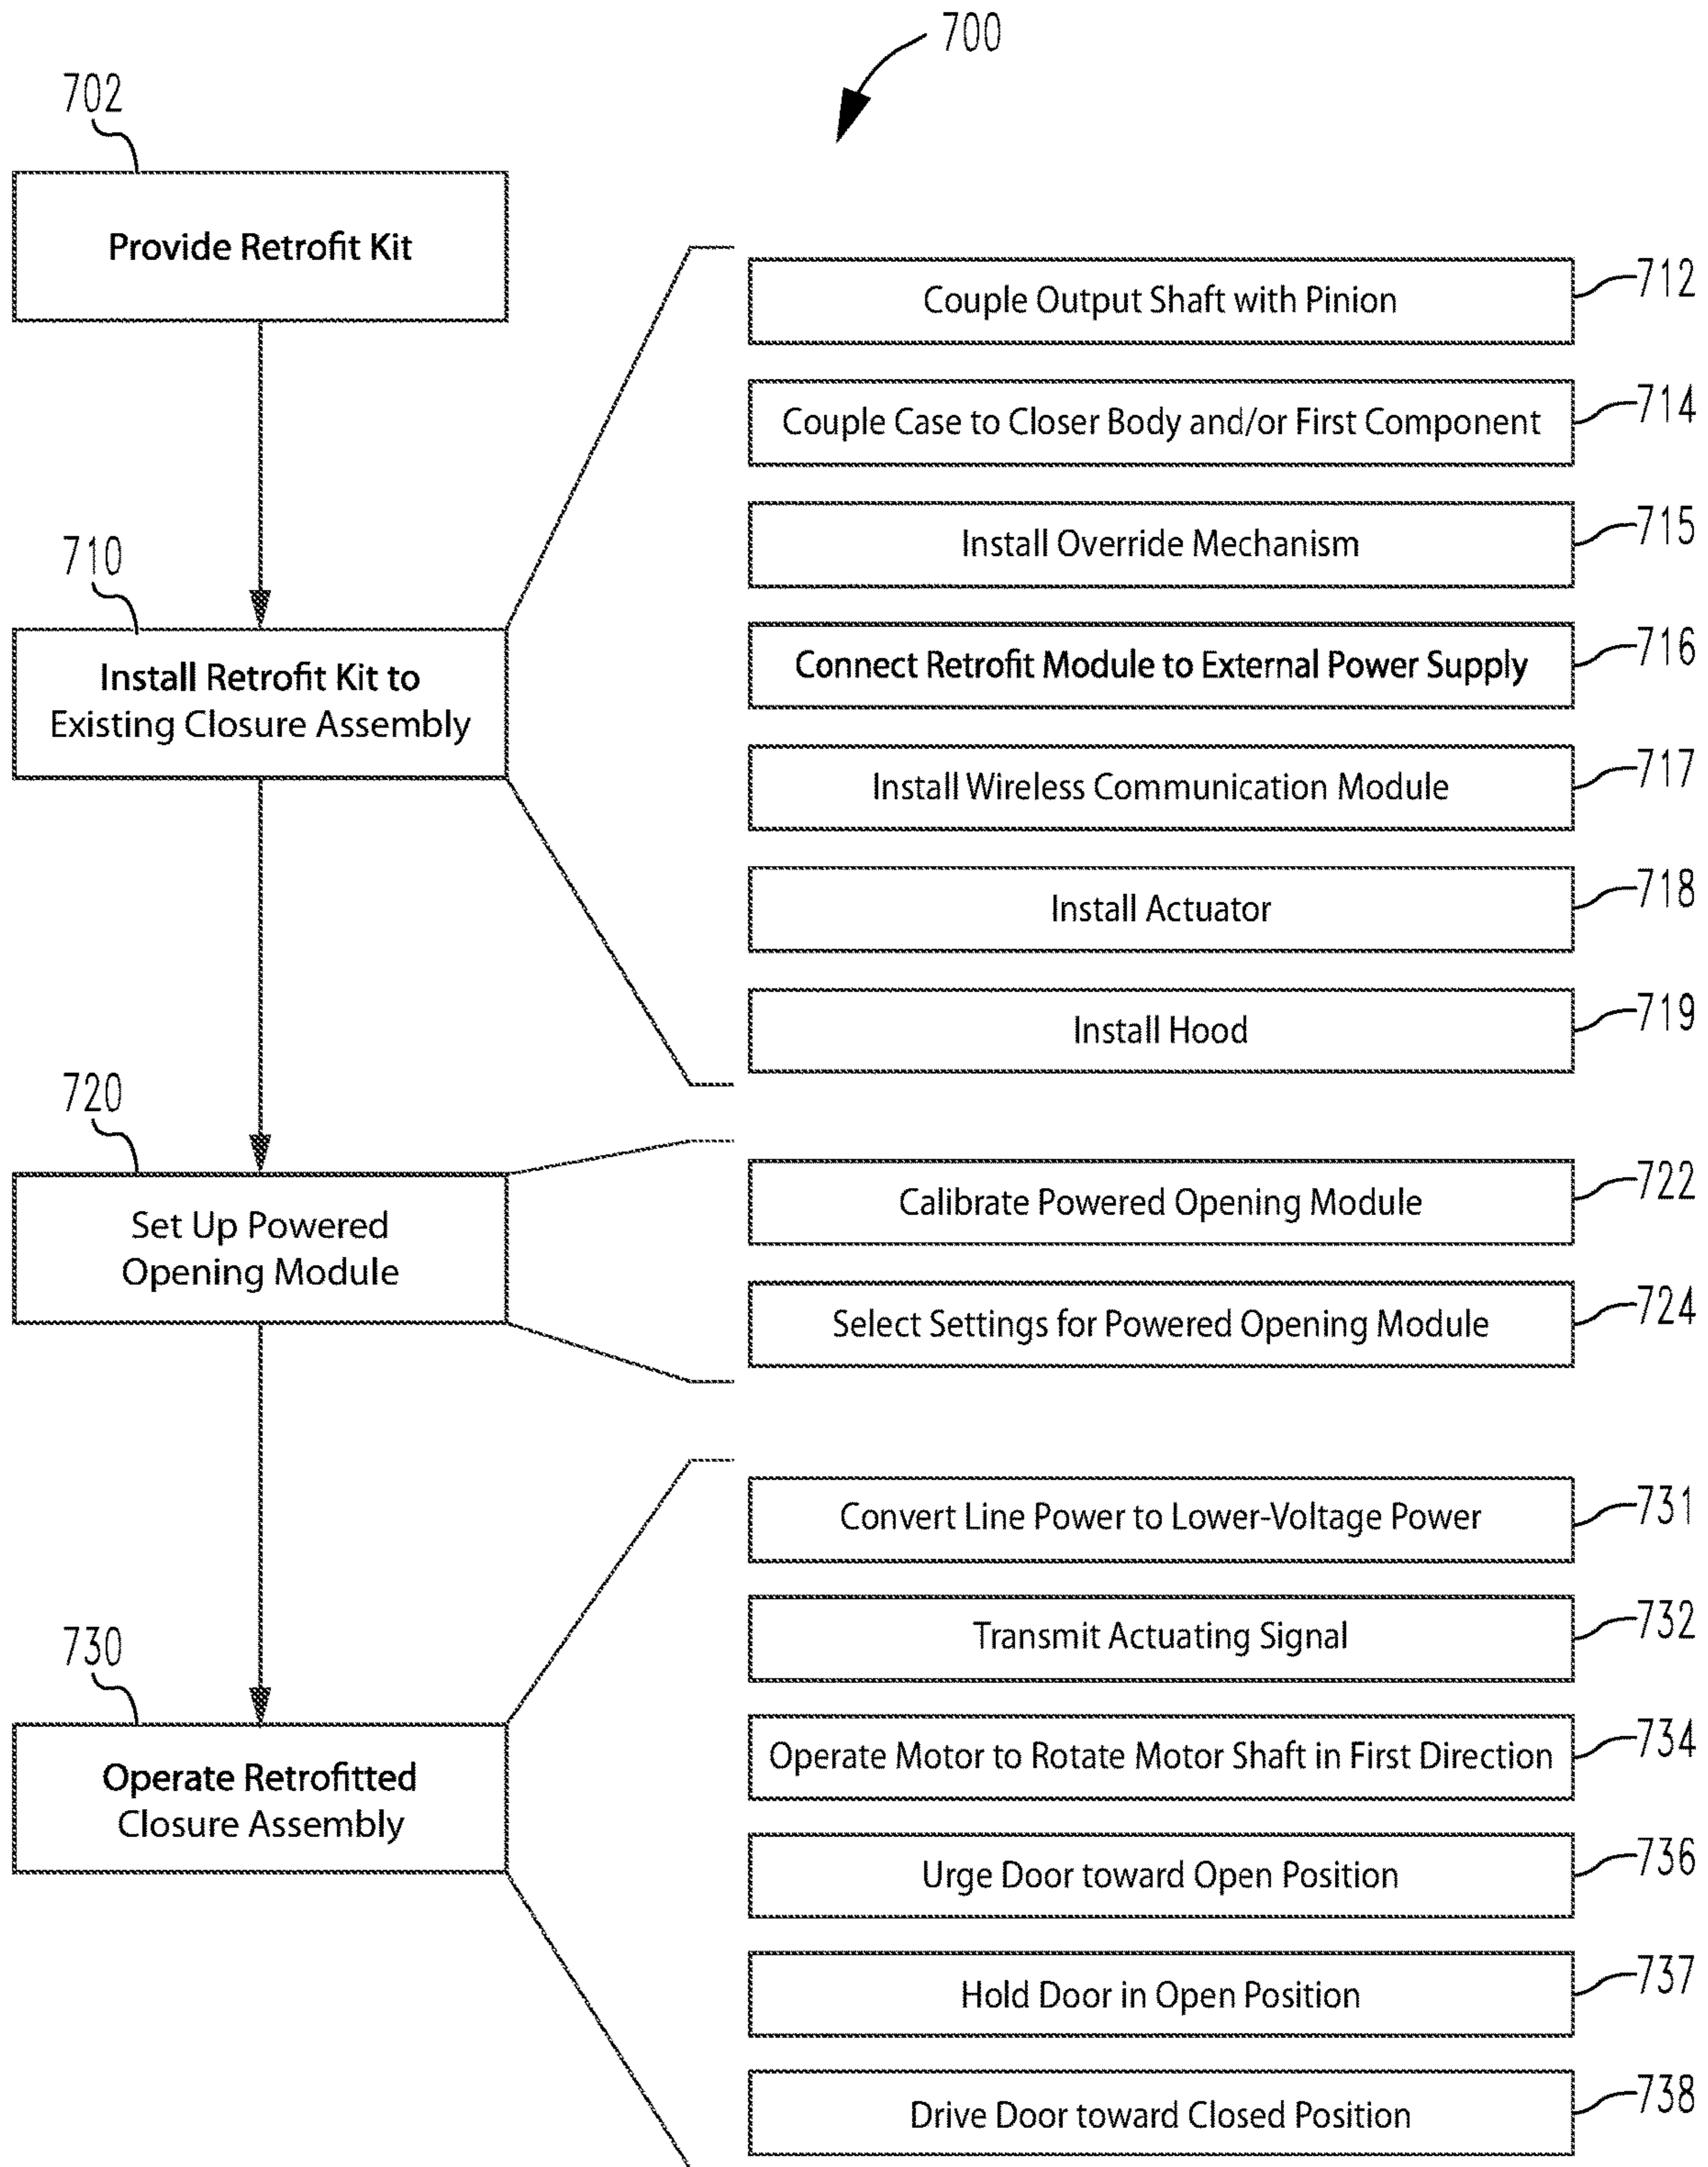 700
702
Provide Retrofit Kit
710
Install Retrofit Kit to
Existing Closure Assembly
Couple Output Shaft with Pinion
712
Couple Case to Closer Body and/or First Component
714
Install Override Mechanism
715
Connect Retrofit Module to External Power Supply
716
Install Wireless Communication Module
717
Install Actuator
718
Install Hood
719
720
Set Up Powered
Opening Module
Calibrate Powered Opening Module
722
Select Settings for Powered Opening Module
724
730
Operate Retrofitted
Closure Assembly
Convert Line Power to Lower-Voltage Power
731
Transmit Actuating Signal
732
Operate Motor to Rotate Motor Shaft in First Direction
734
Urge Door toward Open Position
736
Hold Door in Open Position
737
Drive Door toward Closed Position
738